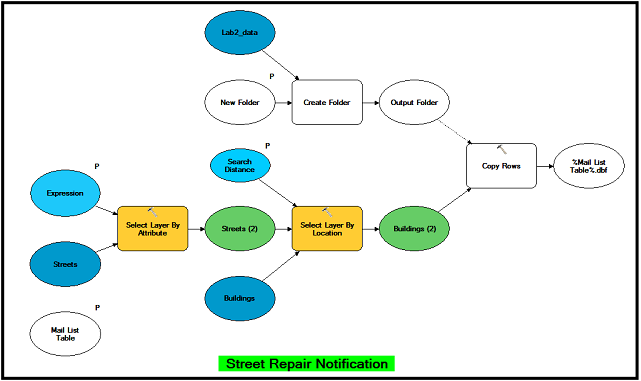 Lab2_data
P
New Folder
Create Folder
Output Folder
P
Search
Distance
Copy Rows
%Mail List
Table%.dbf
P
Expression
Select Layer By
Attribute
Streets (2)
Select Layer By
Location
Buildings (2)
Streets
Buildings
P
Mail List
Table
Street Repair Notification